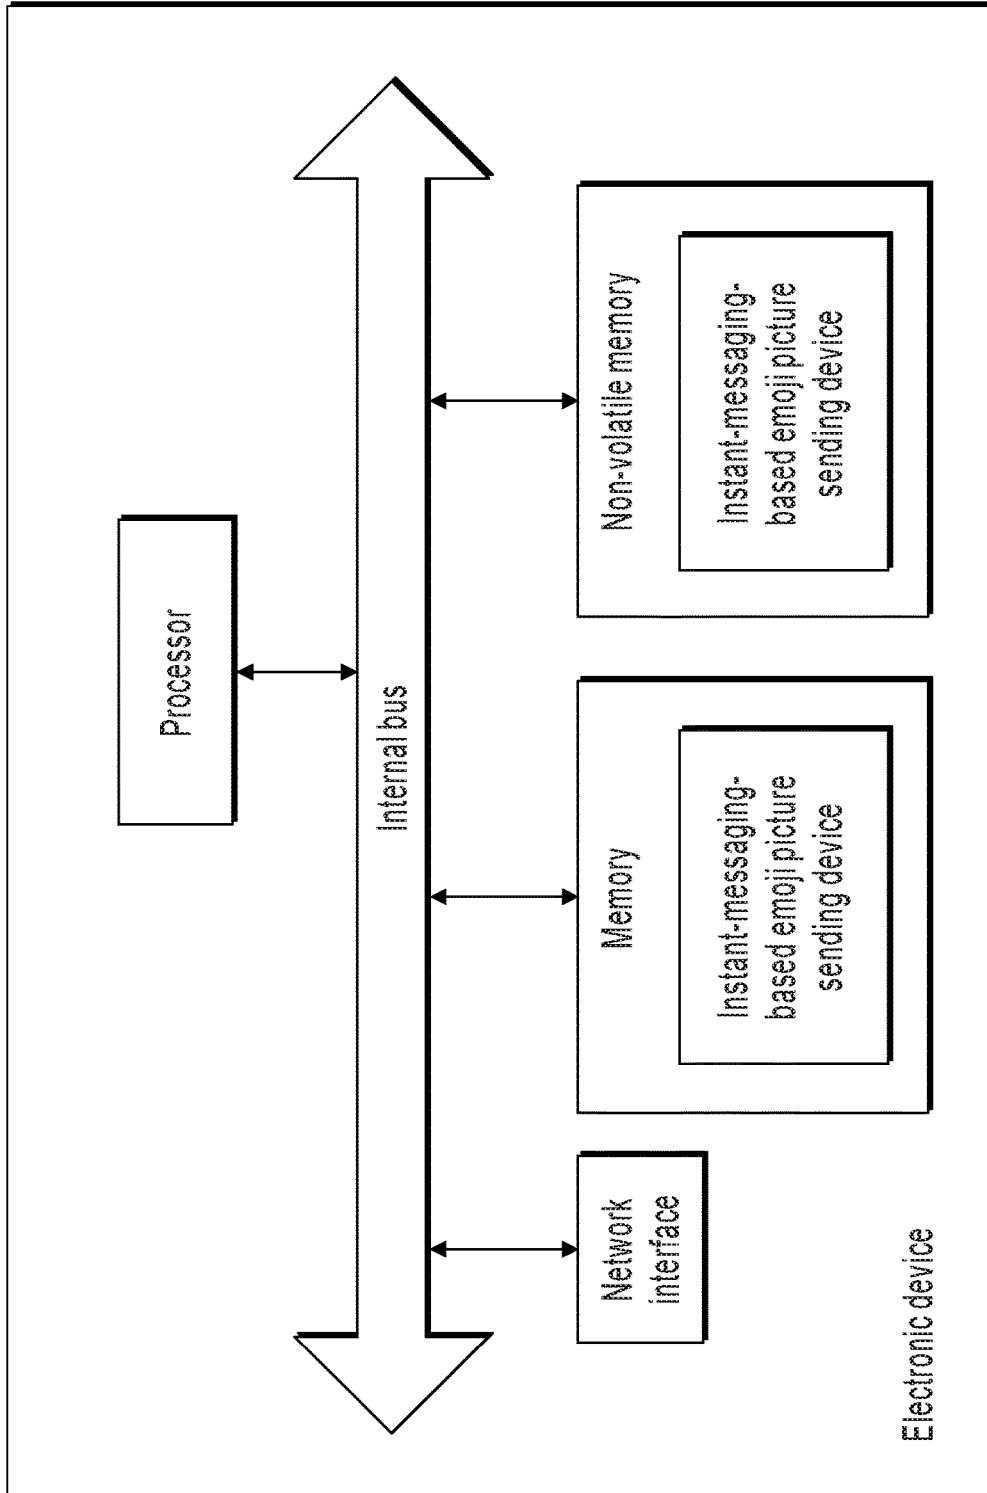 Processor
Internal bus
Network
interface
Memory
Instant-messaging-
based emoji picture
sending device
Non-volatile memory
Instant-messaging-
based emoji picture
sending device
Electronic device